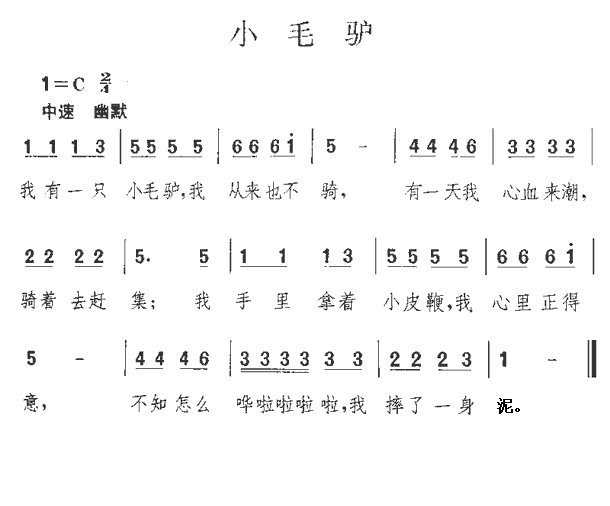 小毛驴
1=C 2/4
中速 幽默
1 1 1 3 | 5 5 5 5 | 6 6 6 i | 5 - | 4 4 4 6 | 3 3 3 3 |
我有一只 小毛驴,我 从来也不 骑, 有一天我 心血来潮,
2 2 2 2 | 5. 5 | 1 1 1 3 | 5 5 5 5 | 6 6 6 i |
骑着去赶 集; 我 手里 拿着 小皮鞭,我 心里正得
5 - | 4 4 4 6 | 3 3 3 3 3 3 | 2 2 2 3 | 1 - ‖
意, 不知怎么 哗啦啦啦啦,我 摔了一身 泥。